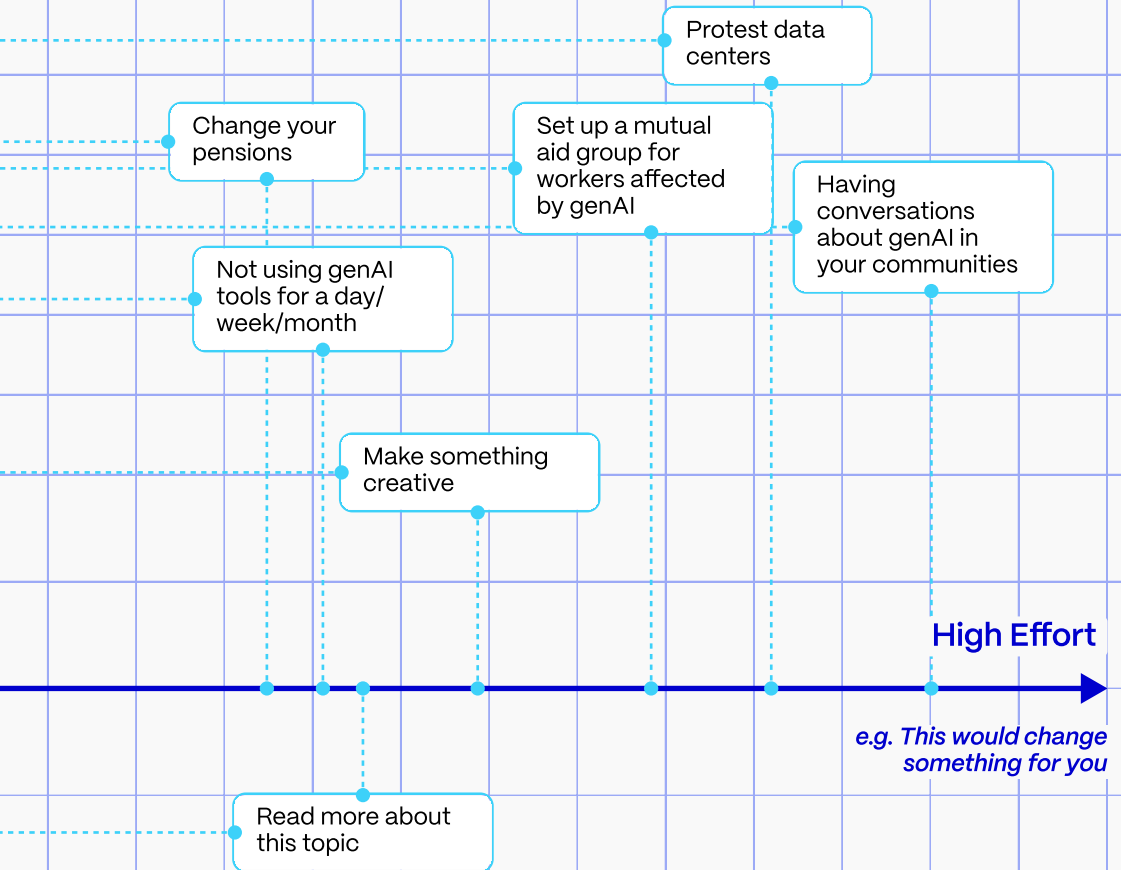 Protest data
centers
Change your
pensions
Set up a mutual
aid group for
workers affected
by genAI
Having
conversations
about genAI in
your communities
Not using genAI
tools for a day/
week/month
Make something
creative
High Effort
e.g. This would change
something for you
Read more about
this topic